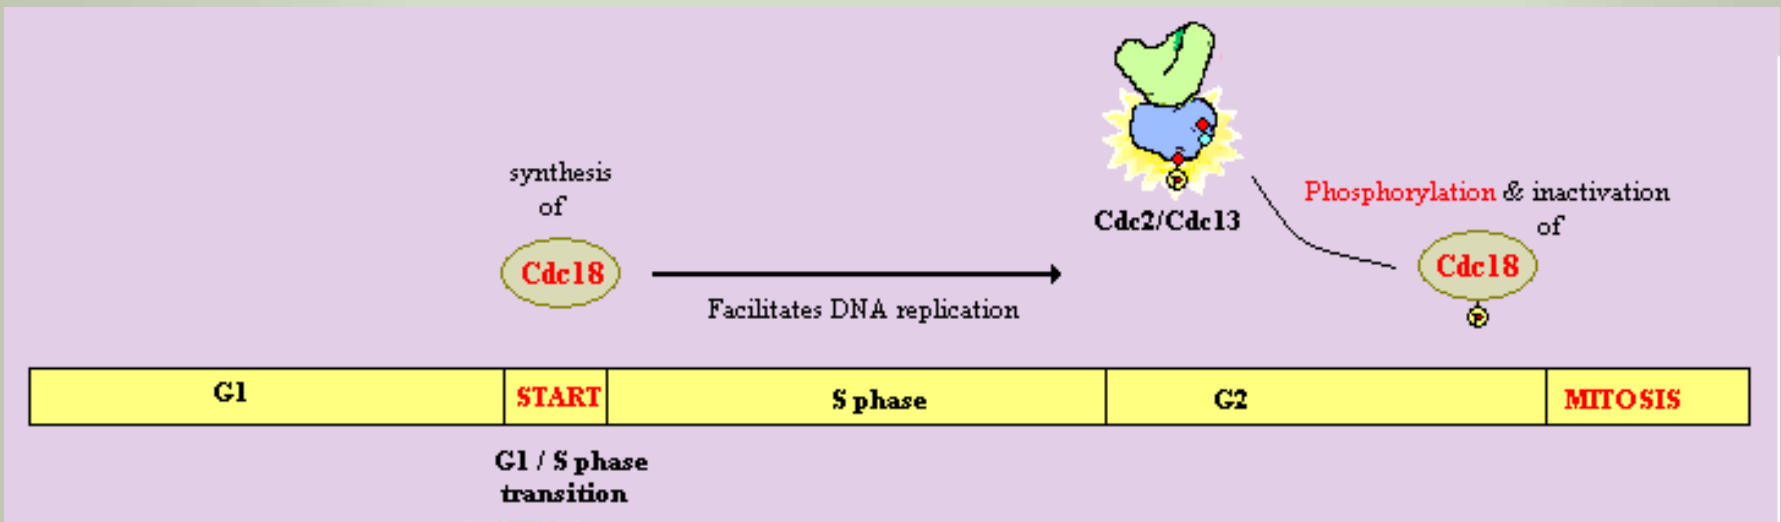 synthesis
of
Cdc18
Facilitates DNA replication
P
Cdc2/Cdc13
Phosphorylation & inactivation
of
Cdc18
P
G1
START
S phase
G2
MITOSIS
G1 / S phase
transition